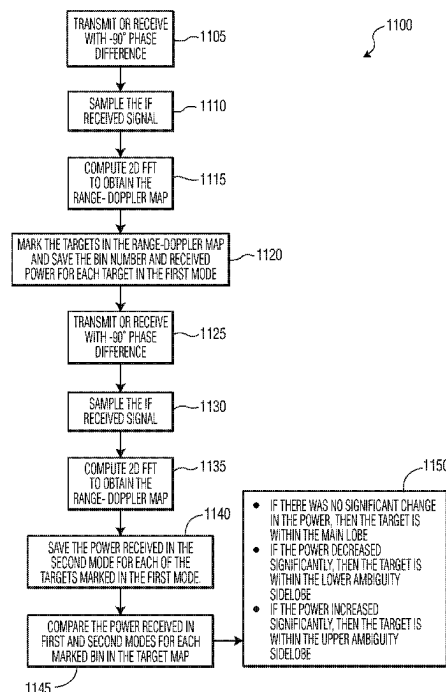 TRANSMIT OR RECEIVE
WITH -90° PHASE
DIFFERENCE
1105
1100
SAMPLE THE IF
RECEIVED SIGNAL
1110
COMPUTE 2D FFT
TO OBTAIN THE
RANGE- DOPPLER MAP
1115
MARK THE TARGETS IN THE RANGE-DOPPLER MAP
AND SAVE THE BIN NUMBER AND RECEIVED
POWER FOR EACH TARGET IN THE FIRST MODE
1120
TRANSMIT OR RECEIVE
WITH -90° PHASE
DIFFERENCE
1125
SAMPLE THE IF
RECEIVED SIGNAL
1130
COMPUTE 2D FFT
TO OBTAIN THE
RANGE- DOPPLER MAP
1135
1140
SAVE THE POWER RECEIVED IN THE
SECOND MODE FOR EACH OF THE
TARGETS MARKED IN THE FIRST MODE.
COMPARE THE POWER RECEIVED IN
FIRST AND SECOND MODES FOR EACH
MARKED BIN IN THE TARGET MAP
1145
1150
• IF THERE WAS NO SIGNIFICANT CHANGE
IN THE POWER, THEN THE TARGET IS
WITHIN THE MAIN LOBE
• IF THE POWER DECREASED
SIGNIFICANTLY, THEN THE TARGET IS
WITHIN THE LOWER AMBIGUITY
SIDELOBE
• IF THE POWER INCREASED
SIGNIFICANTLY, THEN THE TARGET IS
WITHIN THE UPPER AMBIGUITY
SIDELOBE